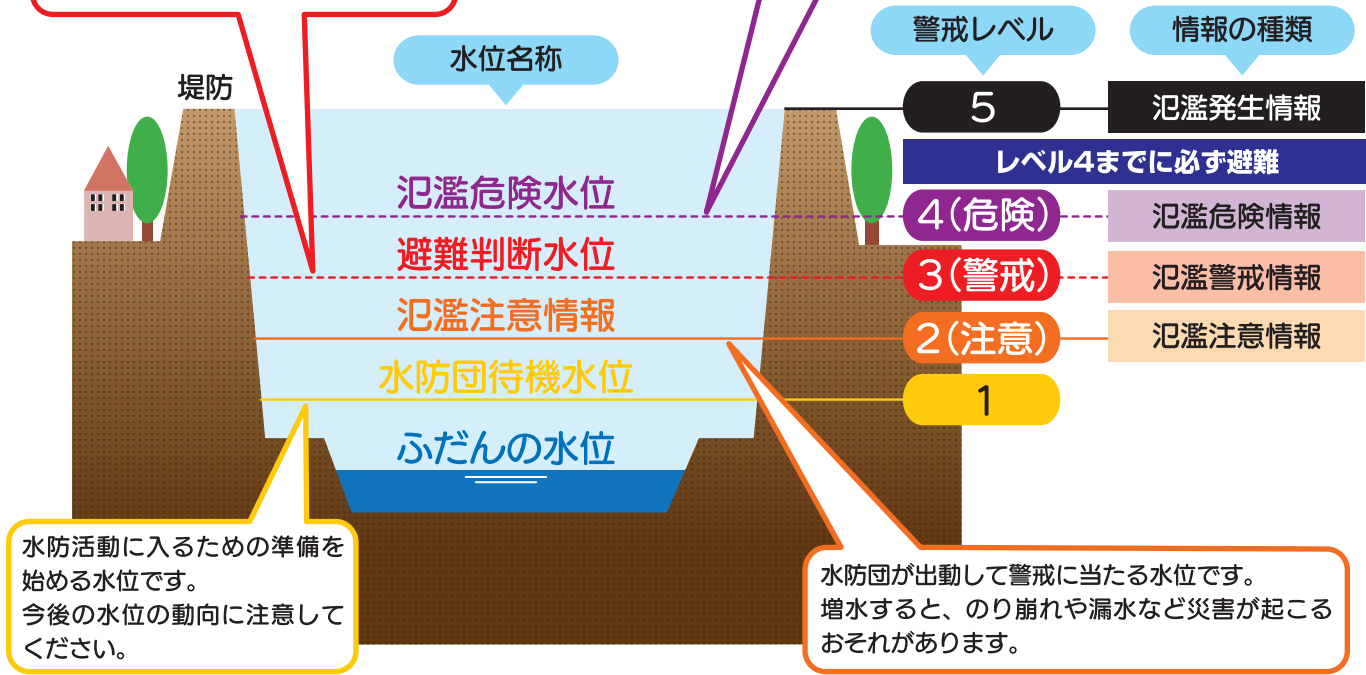 警戒レベル
情報の種類
水位名称
堤防
5
氾濫発生情報
レベル4までに必ず避難
氾濫危険水位
4(危険)
氾濫危険情報
避難判断水位
3(警戒)
氾濫警戒情報
氾濫注意情報
2(注意)
氾濫注意情報
水防団待機水位
1
ふだんの水位
水防活動に入るための準備を
始める水位です。
今後の水位の動向に注意して
ください。
水防団が出動して警戒に当たる水位です。
増水すると、のり崩れや漏水など災害が起こる
おそれがあります。